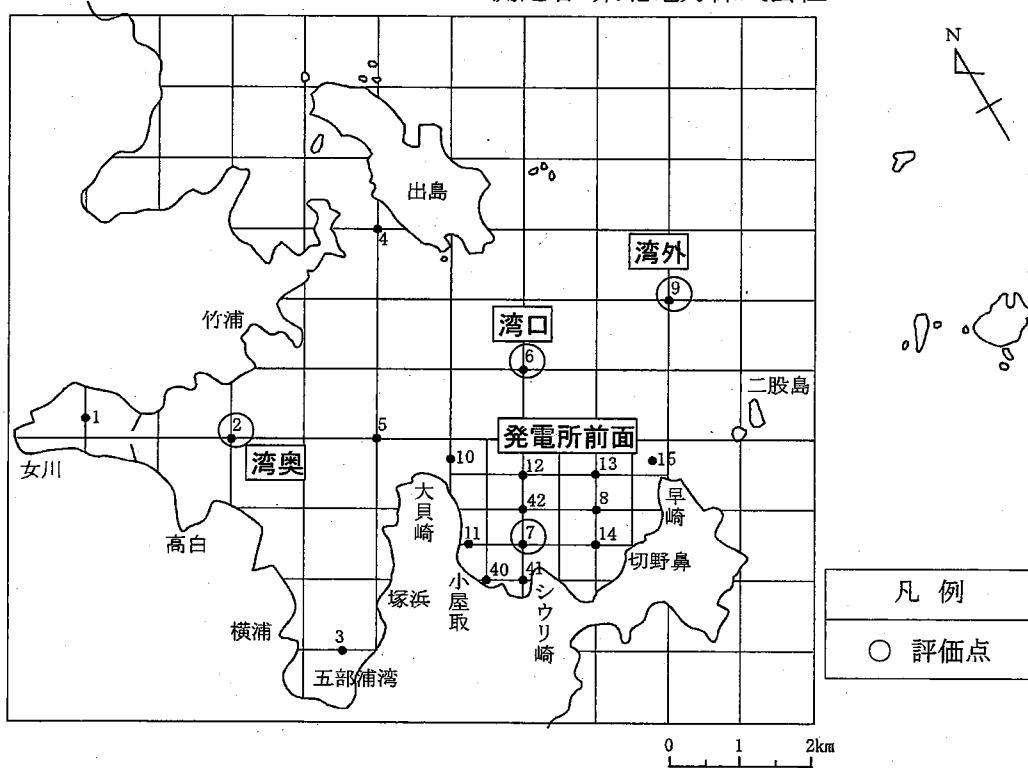 N
出島
4
湾外
9
竹浦
湾口
6
二股島
1
2
5
発電所前面
湾奥
10
12
13
15
女川
大貝崎
42
8
早崎
高白
11
7
14
切野鼻
40
41
塚浜
小屋取
シウリ崎
横浦
3
五部浦湾
凡例
○ 評価点
0 1 2km